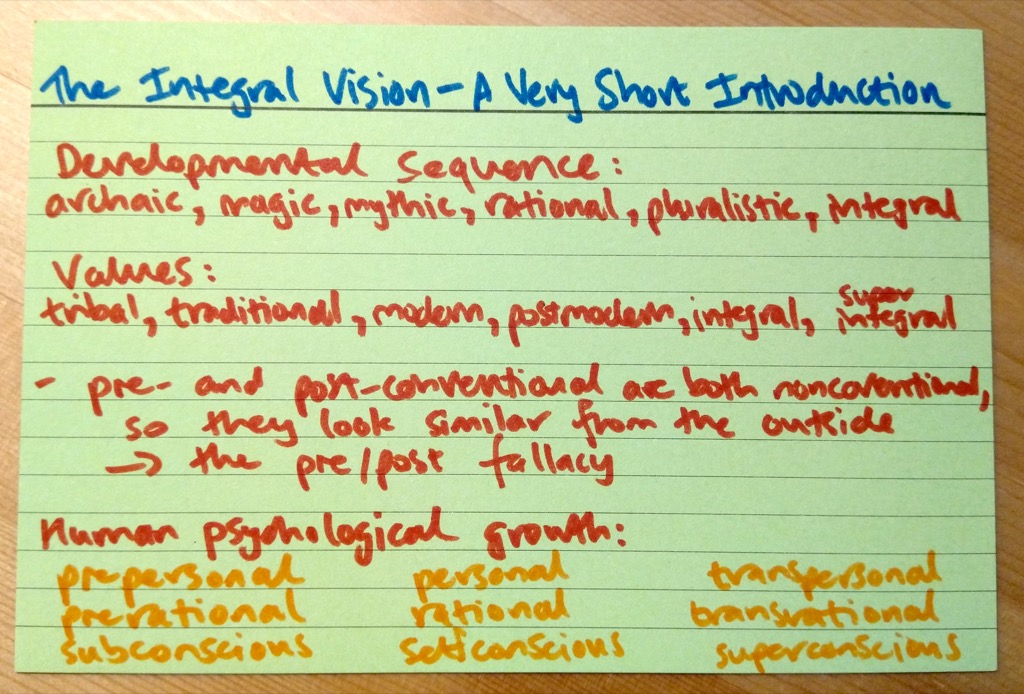 The Integral Vision - A Very Short Introduction
Developmental Sequence:
archaic, magic, mythic, rational, pluralistic, integral
Values:
tribal, traditional, modern, postmodern, integral, super integral
- pre- and post-conventional are both nonconventional,
so they look similar from the outside
→ the pre/post fallacy
Human psychological growth:
prepersonal personal transpersonal
prerational rational transrational
subconscious selfconscious superconscious